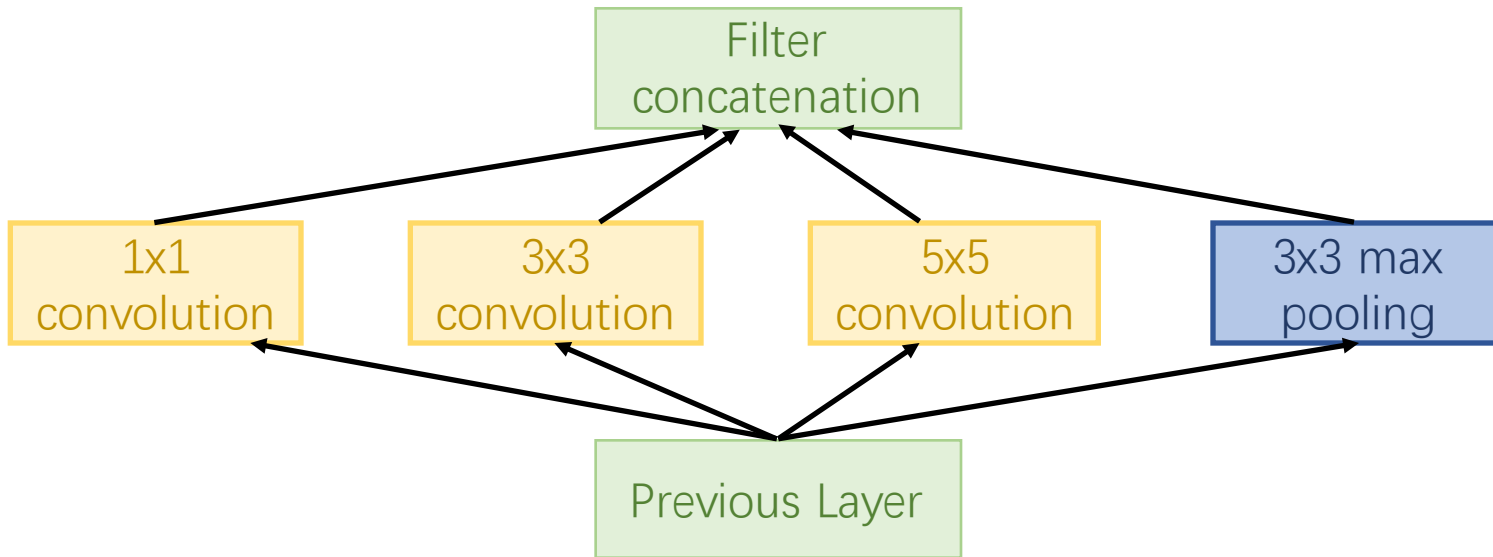 Filter
concatenation
1x1
convolution
3x3
convolution
5x5
convolution
3x3 max
pooling
Previous Layer